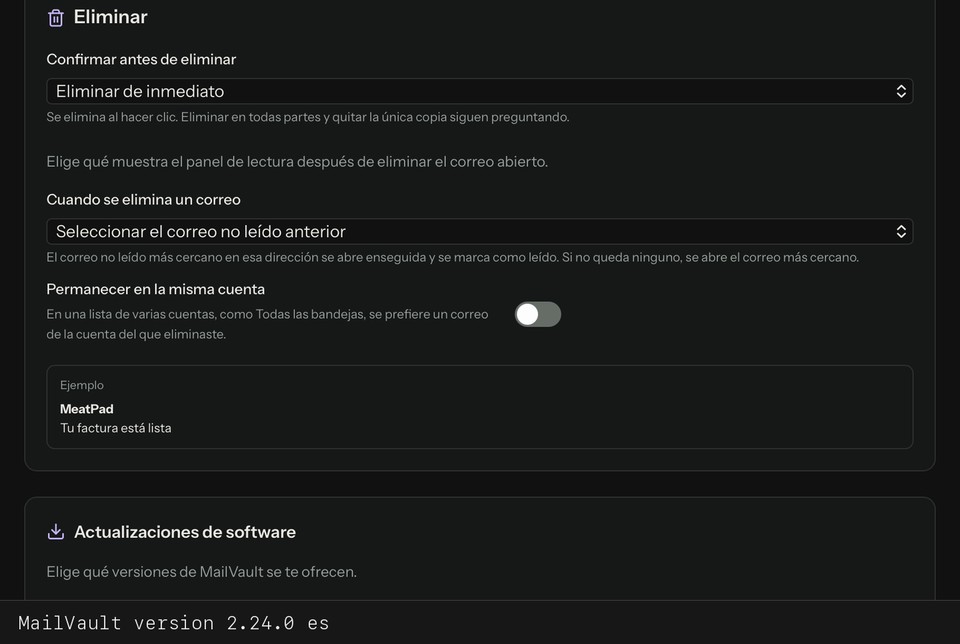 Eliminar
Confirmar antes de eliminar
Eliminar de inmediato
Se elimina al hacer clic. Eliminar en todas partes y quitar la única copia siguen preguntando.
Elige qué muestra el panel de lectura después de eliminar el correo abierto.
Cuando se elimina un correo
Seleccionar el correo no leído anterior
El correo no leído más cercano en esa dirección se abre enseguida y se marca como leído. Si no queda ninguno, se abre el correo más cercano.
Permanecer en la misma cuenta
En una lista de varias cuentas, como Todas las bandejas, se prefiere un correo
de la cuenta del que eliminaste.
Ejemplo
MeatPad
Tu factura está lista
Actualizaciones de software
Elige qué versiones de MailVault se te ofrecen.
MailVault version 2.24.0 es